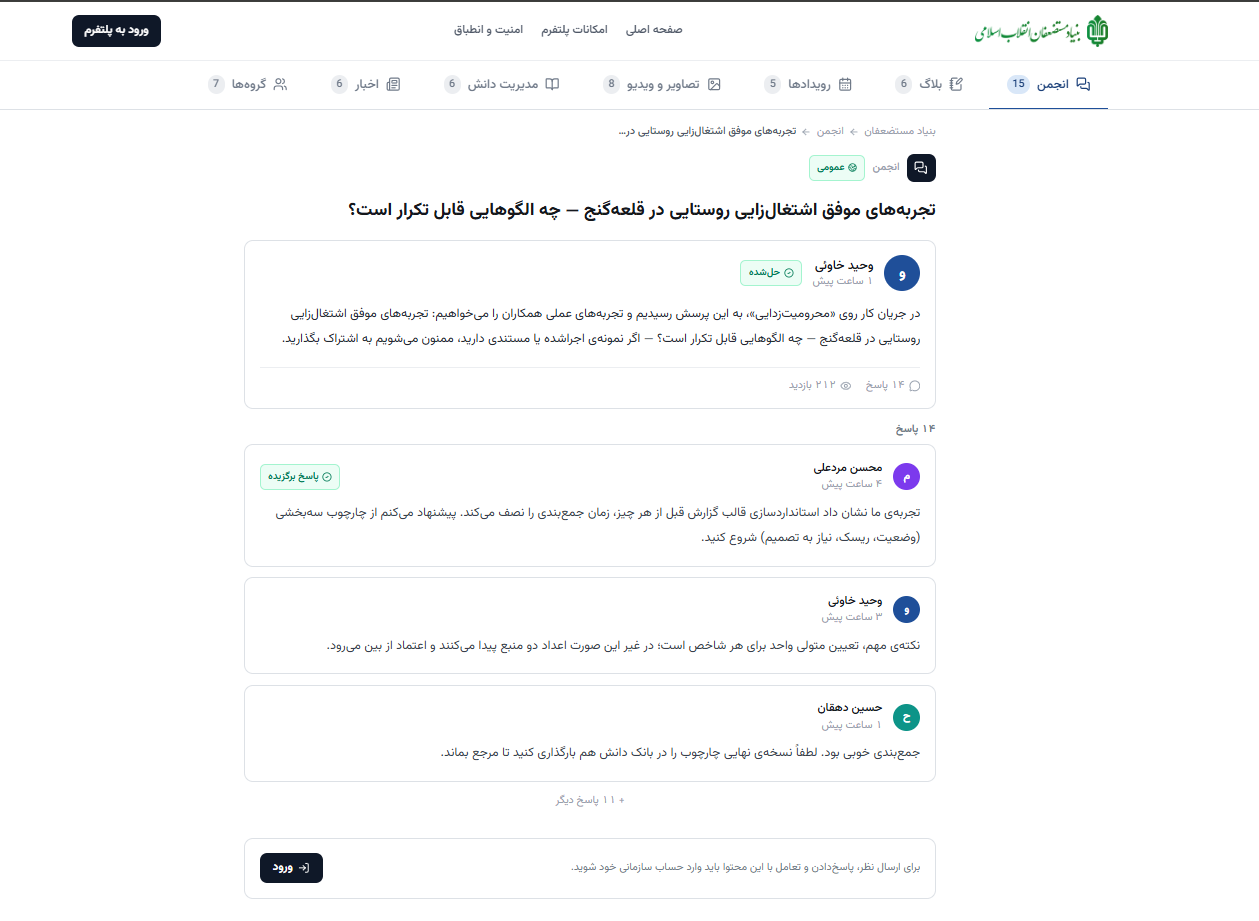 بنیاد مستضعفان انقلاب اسلامی
صفحه اصلی
امکانات پلتفرم
امنیت و انطباق
ورود به پلتفرم
انجمن 15
بلاگ 6
رویدادها 5
تصاویر و ویدیو 8
مدیریت دانش 6
اخبار 6
گروه‌ها 7
بنیاد مستضعفان ← انجمن ← تجربه‌های موفق اشتغال‌زایی روستایی در...
انجمن
عمومی
تجربه‌های موفق اشتغال‌زایی روستایی در قلعه‌گنج — چه الگوهایی قابل تکرار است؟
و
وحید خاوئی
حل‌شده
۱ ساعت پیش
در جریان کار روی «محرومیت‌زدایی»، به این پرسش رسیدیم و تجربه‌های عملی همکاران را می‌خواهیم: تجربه‌های موفق اشتغال‌زایی
روستایی در قلعه‌گنج — چه الگوهایی قابل تکرار است؟ — اگر نمونه‌ی اجراشده یا مستندی دارید، ممنون می‌شویم به اشتراک بگذارید.
۱۴ پاسخ
۲۱۲ بازدید
۱۴ پاسخ
م
محسن مردعلی
پاسخ برگزیده
۴ ساعت پیش
تجربه‌ی ما نشان داد استانداردسازی قالب گزارش قبل از هر چیز، زمان جمع‌بندی را نصف می‌کند. پیشنهاد می‌کنم از چارچوب سه‌بخشی
(وضعیت، ریسک، نیاز به تصمیم) شروع کنید.
و
وحید خاوئی
۳ ساعت پیش
نکته‌ی مهم، تعیین متولی واحد برای هر شاخص است؛ در غیر این صورت اعداد دو منبع پیدا می‌کنند و اعتماد از بین می‌رود.
ح
حسین دهقان
۱ ساعت پیش
جمع‌بندی خوبی بود. لطفاً نسخه‌ی نهایی چارچوب را در بانک دانش هم بارگذاری کنید تا مرجع بماند.
+ ۱۱ پاسخ دیگر
برای ارسال نظر، پاسخ‌دادن و تعامل با این محتوا باید وارد حساب سازمانی خود شوید.
ورود